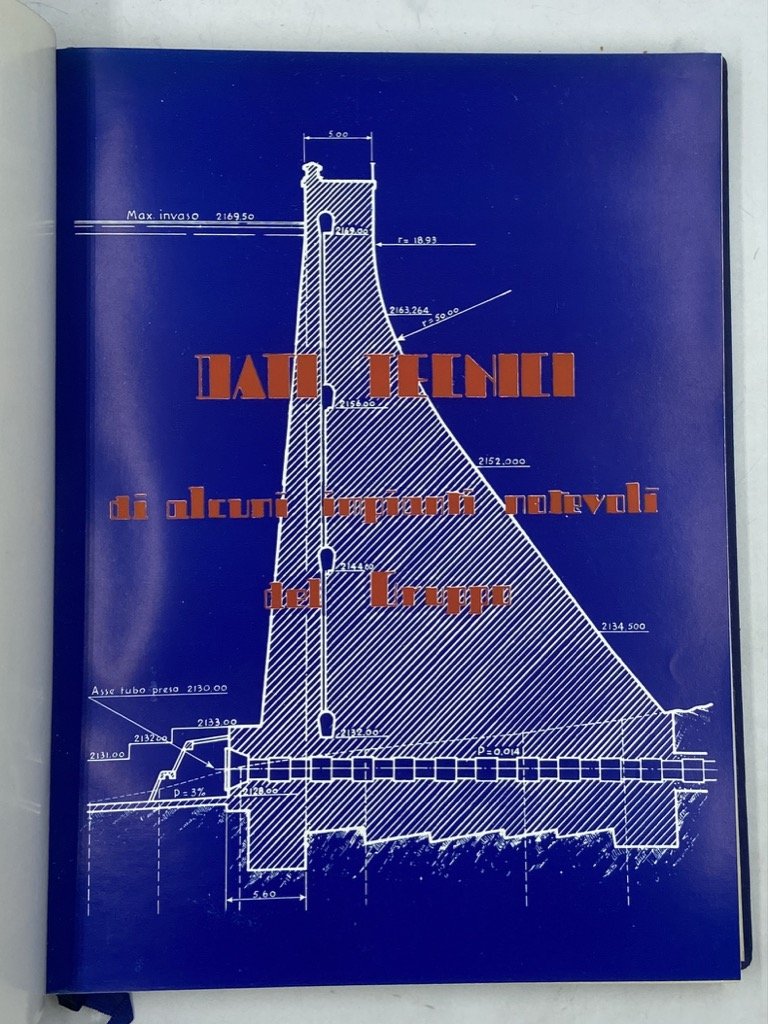 5.00
Max. invaso 2169.50
2169.00
r= 18.93
2163,264
r=50.00
DATI TECNICI
2156.00
2152,000
di alcuni impianti notevoli
2144.00
del Gruppo
2134,500
Asse tubo presa 2130.00
2133.00
2132.00
2132.00
2131.00
P=0.014
P=3%
2128.00
5.60